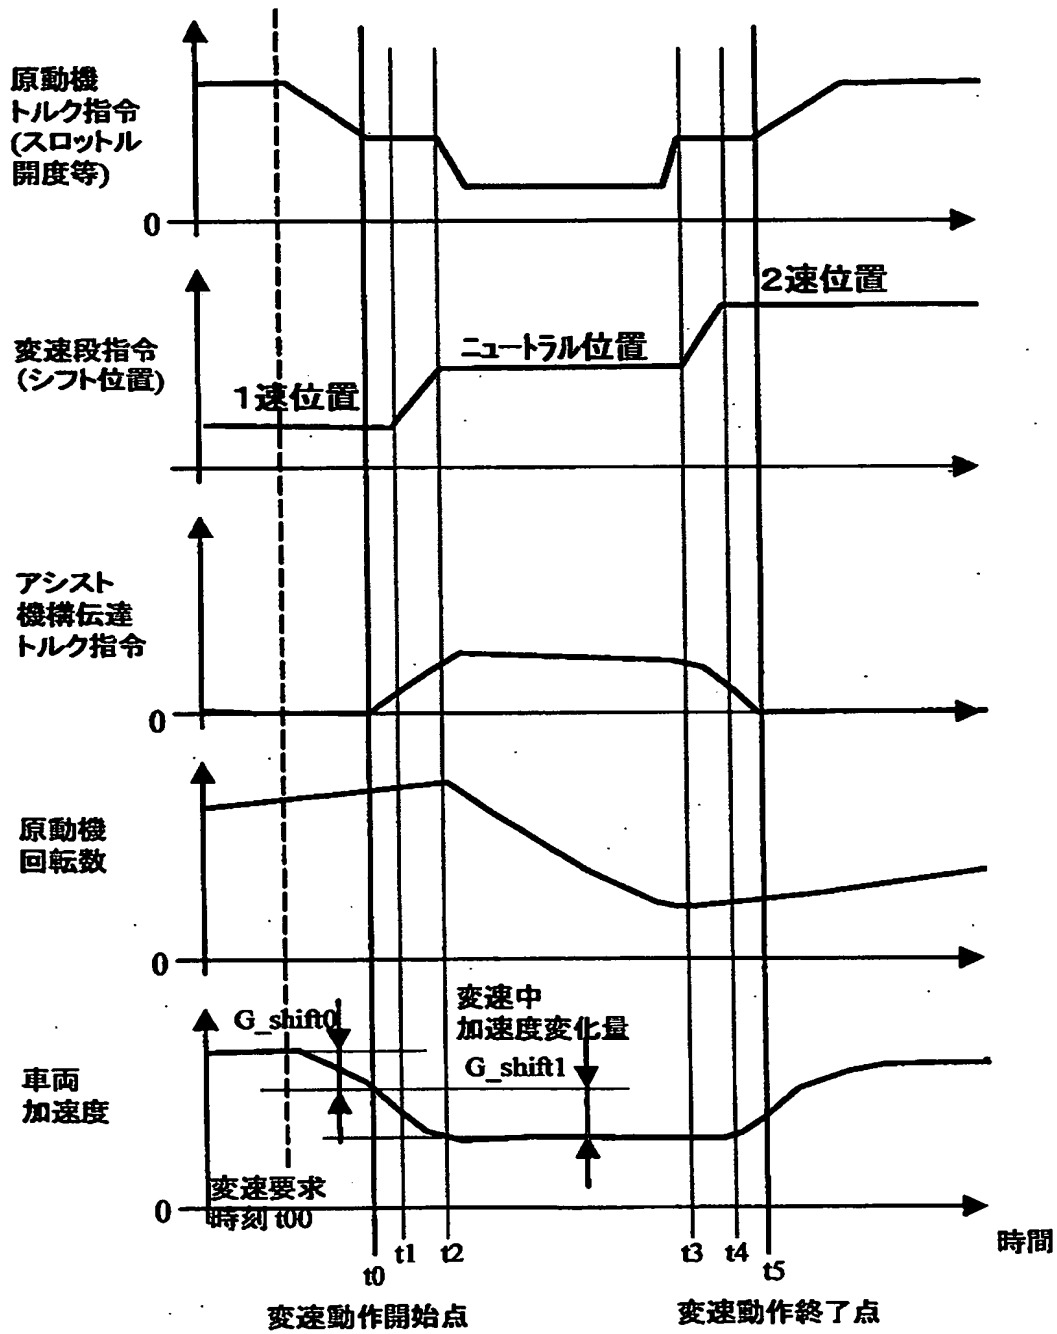 原動機
トルク指令
(スロットル
開度等)
0
変速段指令
(シフト位置)
1速位置
ニュートラル位置
2速位置
アシスト
機構伝達
トルク指令
0
原動機
回転数
0
車両
加速度
G_shift0
変速中
加速度変化量
G_shift1
変速要求
時刻 t00
0
t0
t1
t2
t3
t4
t5
時間
変速動作開始点
変速動作終了点